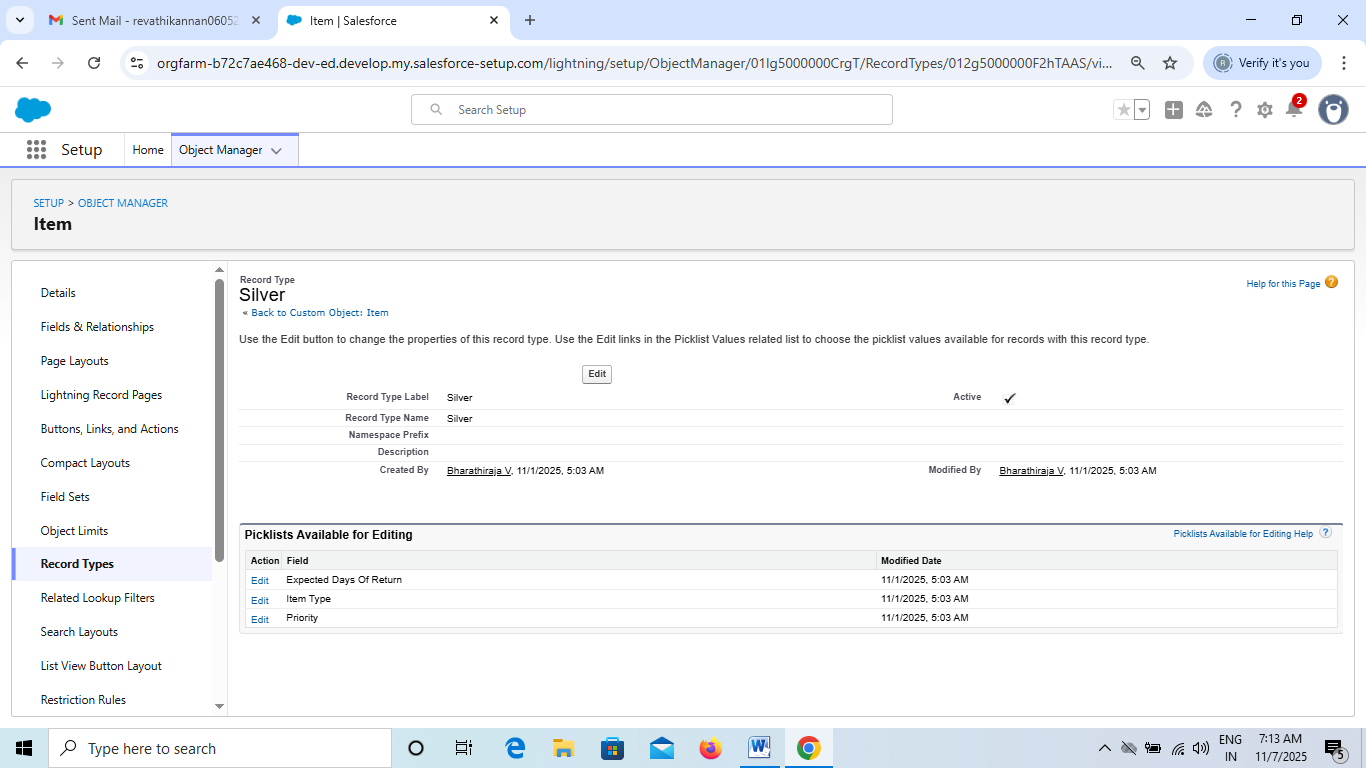 Sent Mail - revathikannan0605
Item | Salesforce
orgfarm-b72c7ae468-dev-ed.develop.my.salesforce-setup.com/lightning/setup/ObjectManager/01Ig5000000CrgT/RecordTypes/012g5000000F2hTAAS/vi...
R
Verify it's you
Search Setup
2
Setup
Home
Object Manager
SETUP > OBJECT MANAGER
Item
Details
Fields & Relationships
Page Layouts
Lightning Record Pages
Buttons, Links, and Actions
Compact Layouts
Field Sets
Object Limits
Record Types
Related Lookup Filters
Search Layouts
List View Button Layout
Restriction Rules
Record Type
Silver
« Back to Custom Object: Item
Help for this Page ?
Use the Edit button to change the properties of this record type. Use the Edit links in the Picklist Values related list to choose the picklist values available for records with this record type.
Edit
Record Type Label Silver Active ✓
Record Type Name Silver
Namespace Prefix
Description
Created By Bharathiraja V, 11/1/2025, 5:03 AM Modified By Bharathiraja V, 11/1/2025, 5:03 AM
Picklists Available for Editing Picklists Available for Editing Help ?
Action Field Modified Date
Edit Expected Days Of Return 11/1/2025, 5:03 AM
Edit Item Type 11/1/2025, 5:03 AM
Edit Priority 11/1/2025, 5:03 AM
Type here to search
ENG
IN
7:13 AM
11/7/2025
5